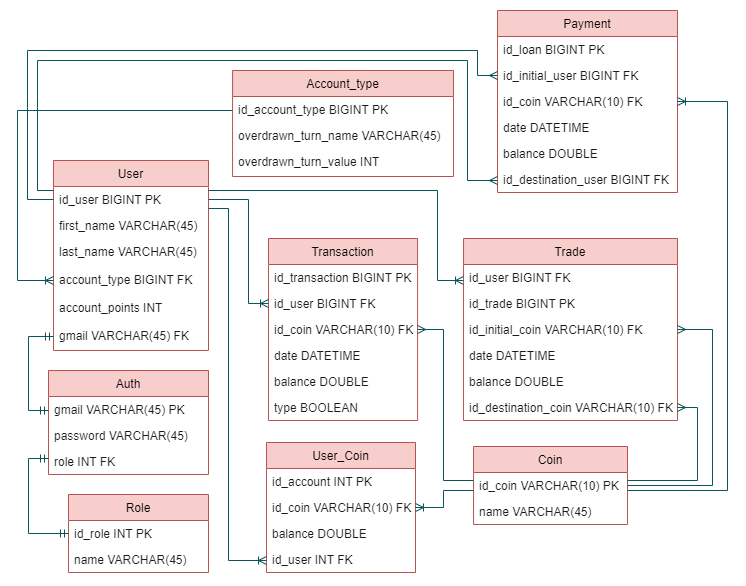 Payment
id_loan BIGINT PK
id_initial_user BIGINT FK
id_coin VARCHAR(10) FK
date DATETIME
balance DOUBLE
id_destination_user BIGINT FK
Account_type
id_account_type BIGINT PK
overdrawn_turn_name VARCHAR(45)
overdrawn_turn_value INT
User
id_user BIGINT PK
first_name VARCHAR(45)
last_name VARCHAR(45)
account_type BIGINT FK
account_points INT
gmail VARCHAR(45) FK
Transaction
id_transaction BIGINT PK
id_user BIGINT FK
id_coin VARCHAR(10) FK
date DATETIME
balance DOUBLE
type BOOLEAN
Trade
id_user BIGINT FK
id_trade BIGINT PK
id_initial_coin VARCHAR(10) FK
date DATETIME
balance DOUBLE
id_destination_coin VARCHAR(10) FK
Auth
gmail VARCHAR(45) PK
password VARCHAR(45)
role INT FK
User_Coin
id_account INT PK
id_coin VARCHAR(10) FK
balance DOUBLE
id_user INT FK
Coin
id_coin VARCHAR(10) PK
name VARCHAR(45)
Role
id_role INT PK
name VARCHAR(45)